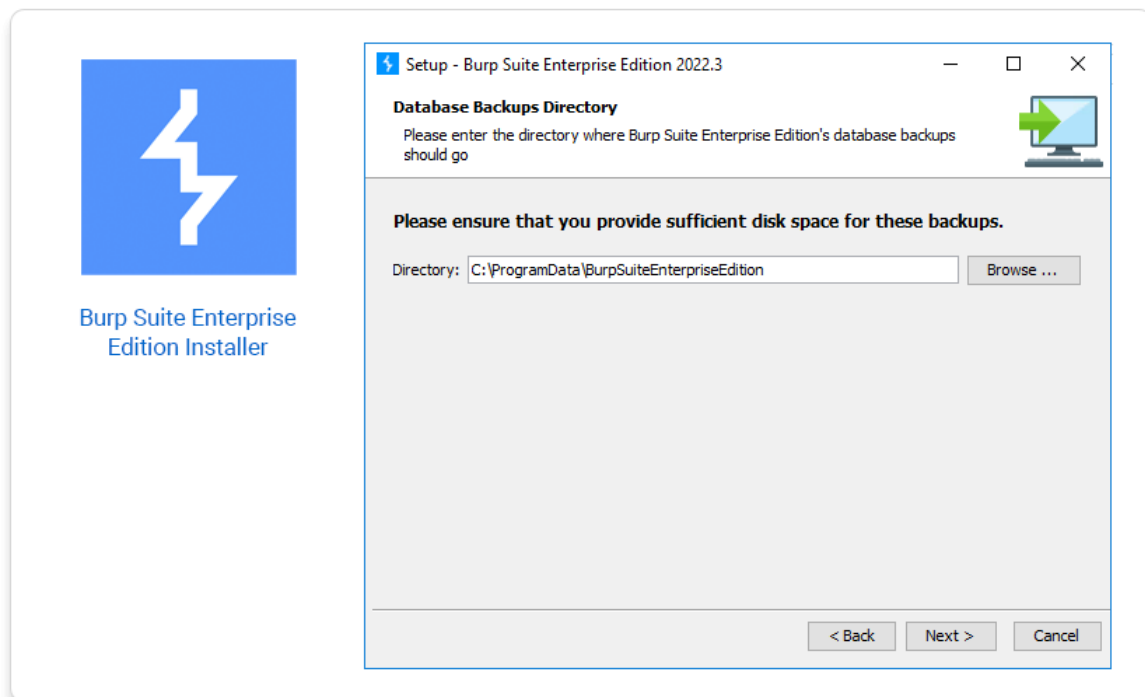 Burp Suite Enterprise
Edition Installer
Setup - Burp Suite Enterprise Edition 2022.3
Database Backups Directory
Please enter the directory where Burp Suite Enterprise Edition's database backups
should go
Please ensure that you provide sufficient disk space for these backups.
Directory: C:\ProgramData\BurpSuiteEnterpriseEdition Browse ...
< Back Next > Cancel